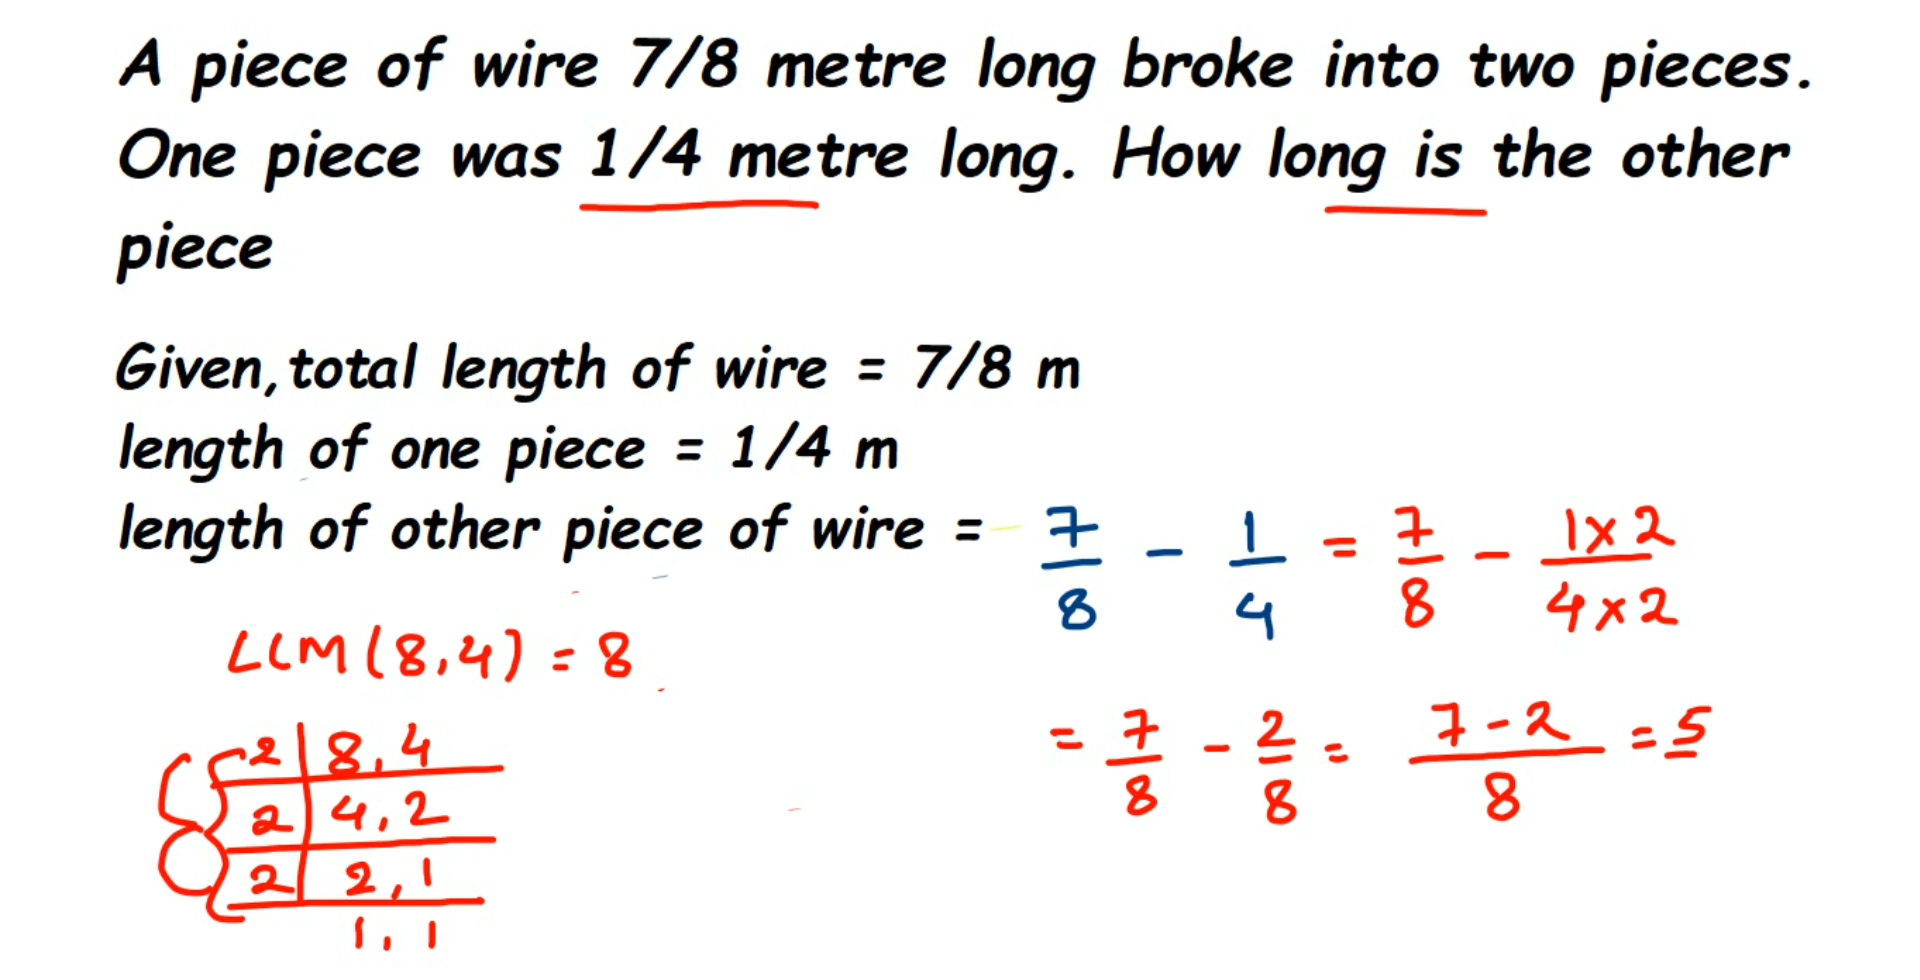 A piece of wire 7/8 metre long broke into two pieces.
One piece was 1/4 metre long. How long is the other
piece
Given,total length of wire = 7/8 m
length of one piece = 1/4 m
length of other piece of wire = 7/8 - 1/4 = 7/8 - 1x2/4x2
LCM(8,4) = 8
= 7/8 - 2/8 = 7-2/8 = 5
2 | 8,4
2 | 4,2
2 | 2,1
1,1